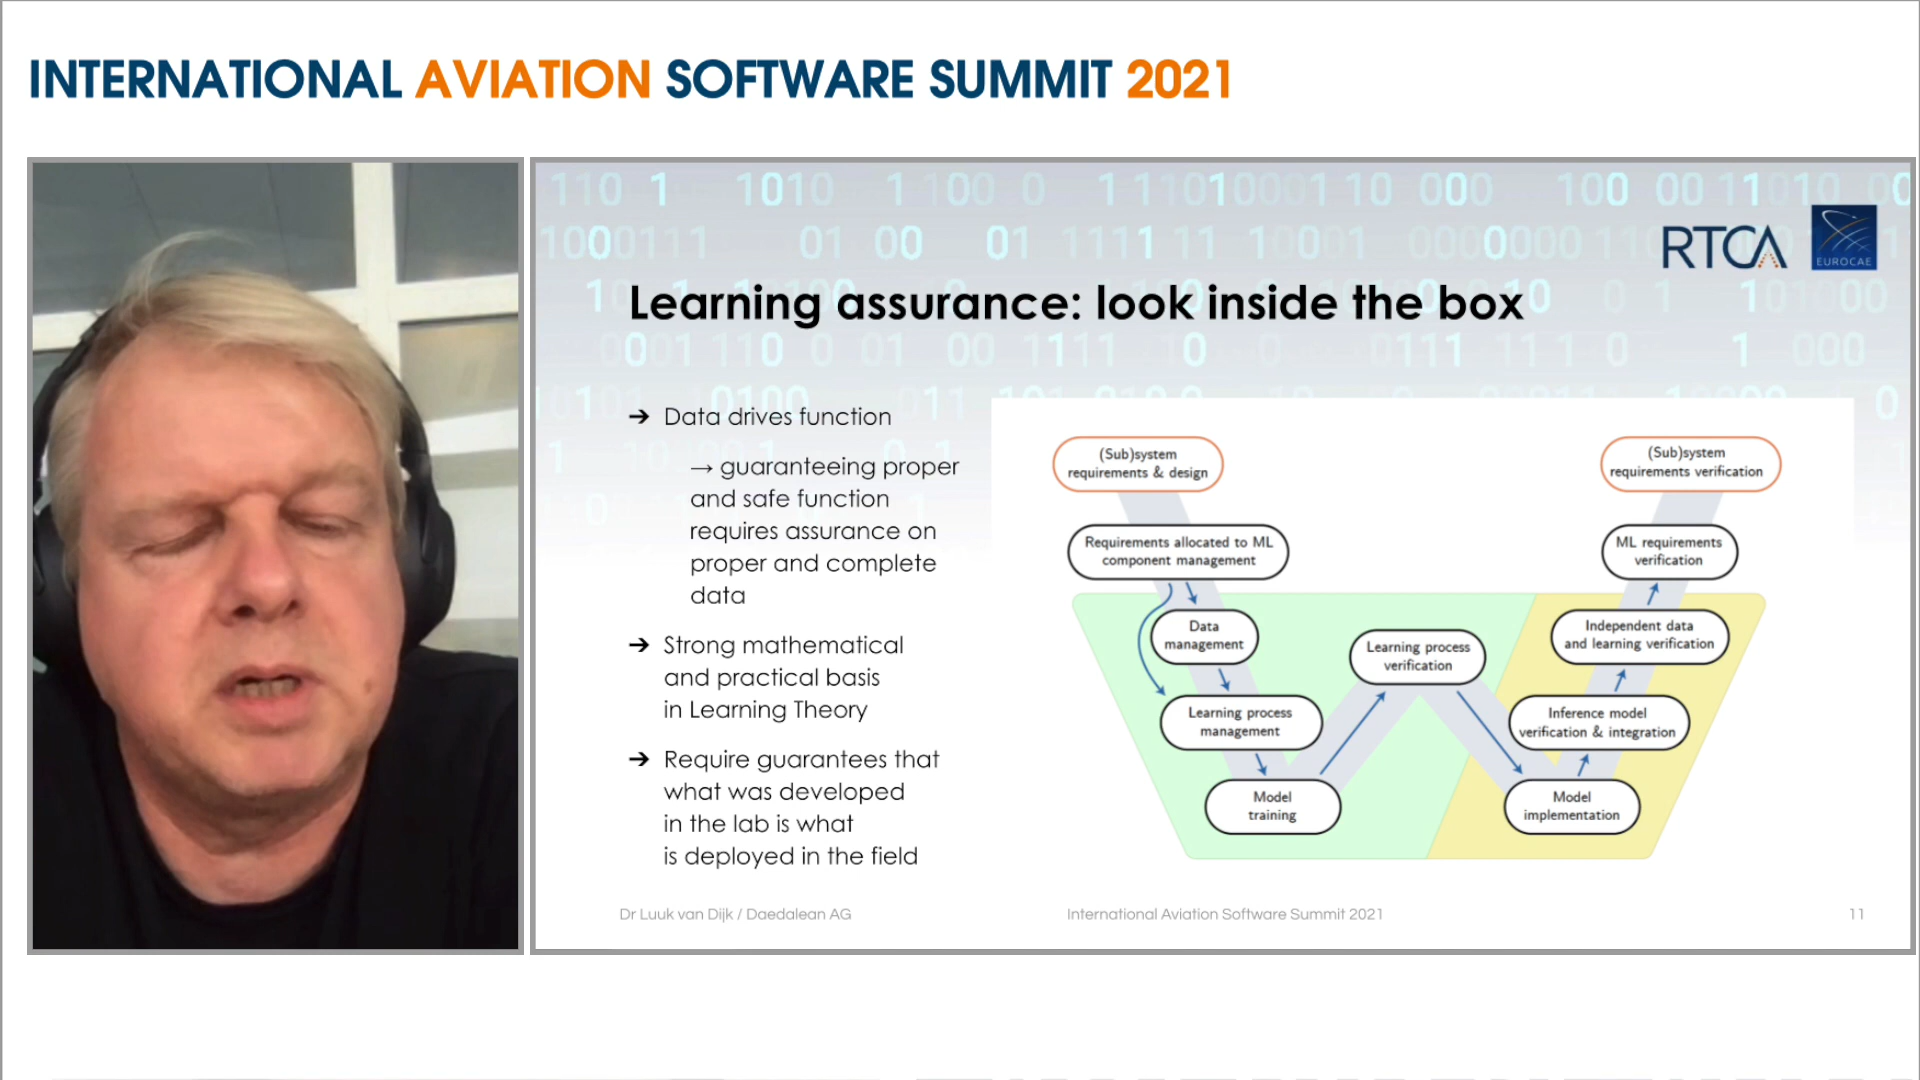 INTERNATIONAL AVIATION SOFTWARE SUMMIT 2021
RTCA
EUROCAE
Learning assurance: look inside the box
➔ Data drives function
→ guaranteeing proper
and safe function
requires assurance on
proper and complete
data
➔ Strong mathematical
and practical basis
in Learning Theory
➔ Require guarantees that
what was developed
in the lab is what
is deployed in the field
(Sub)system
requirements & design
Requirements allocated to ML
component management
Data
management
Learning process
management
Model
training
Learning process
verification
Model
implementation
Inference model
verification & integration
Independent data
and learning verification
ML requirements
verification
(Sub)system
requirements verification
Dr Luuk van Dijk / Daedalean AG
International Aviation Software Summit 2021
11